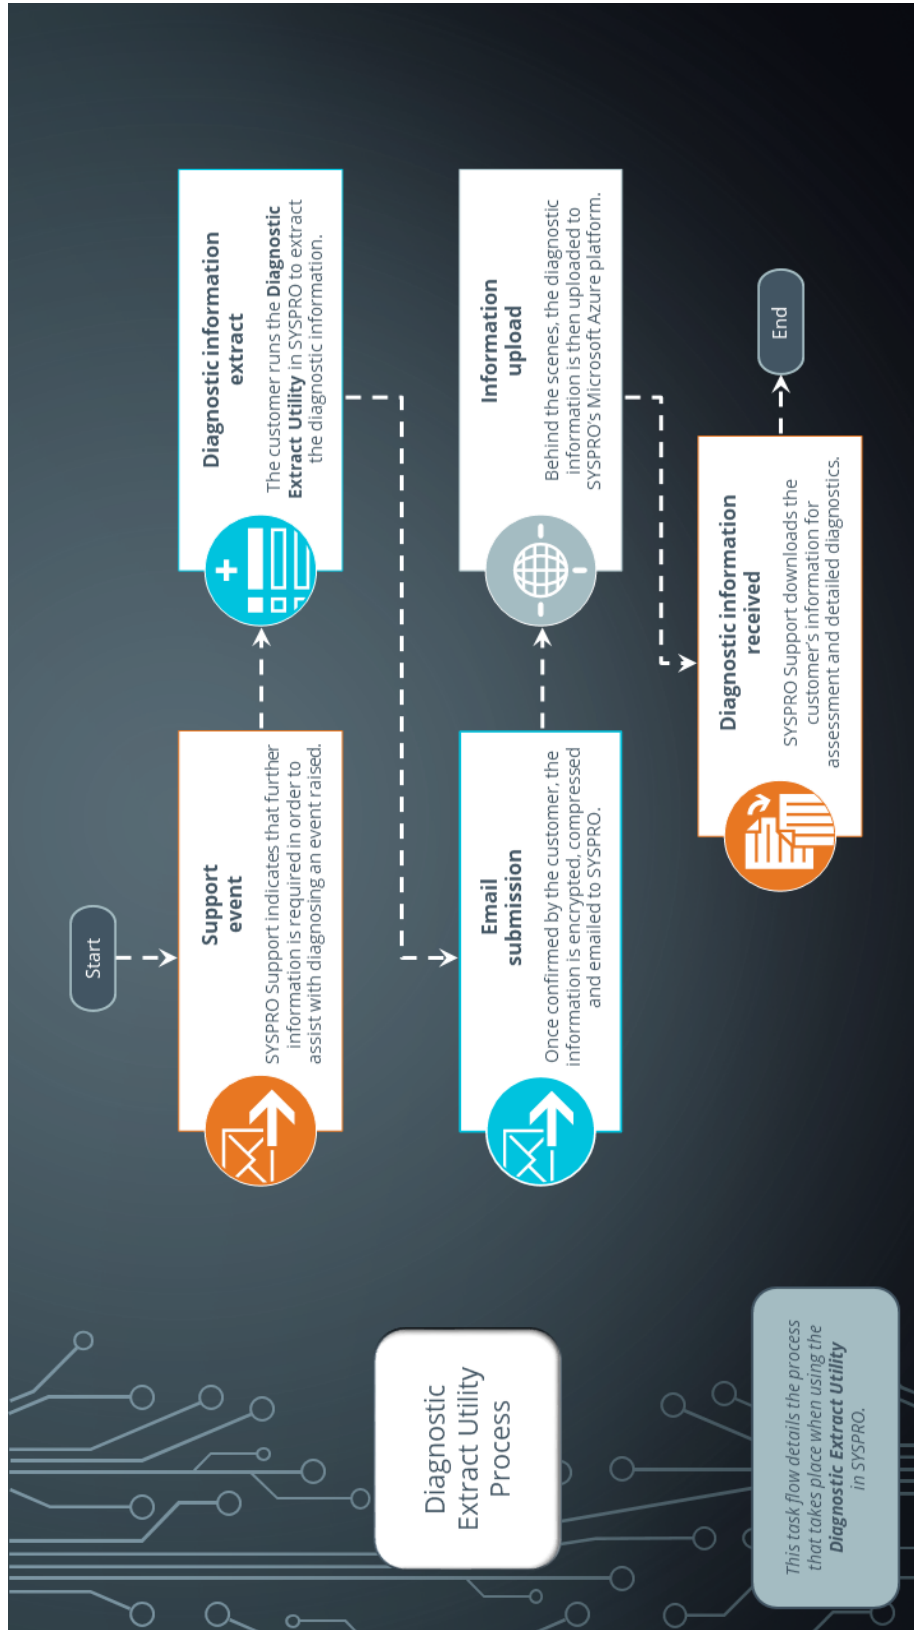 Diagnostic
Extract Utility
Process
This task flow details the process
that takes place when using the
Diagnostic Extract Utility
in SYSPRO.
Start
Support
event
SYSPRO Support indicates that further
information is required in order to
assist with diagnosing an event raised.
Diagnostic information
extract
The customer runs the Diagnostic
Extract Utility in SYSPRO to extract
the diagnostic information.
Email
submission
Once confirmed by the customer, the
information is encrypted, compressed
and emailed to SYSPRO.
Information
upload
Behind the scenes, the diagnostic
information is then uploaded to
SYSPRO's Microsoft Azure platform.
Diagnostic information
received
SYSPRO Support downloads the
customer's information for
assessment and detailed diagnostics.
End